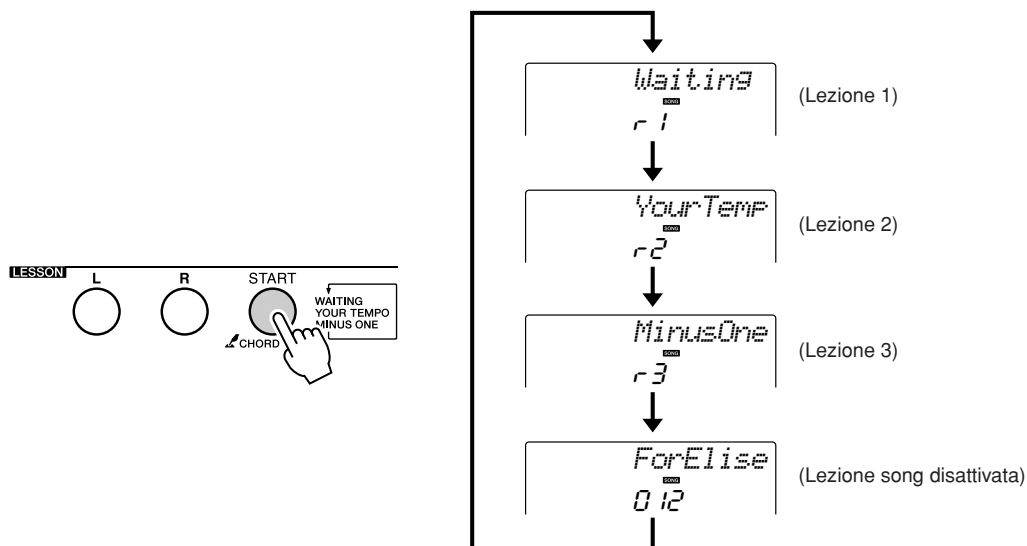 LESSON
L
R
START
WAITING
YOUR TEMPO
MINUS ONE
CHORD
Waiting
SONG
r1
(Lezione 1)
YourTemp
SONG
r2
(Lezione 2)
MinusOne
SONG
r3
(Lezione 3)
ForElise
SONG
012
(Lezione song disattivata)